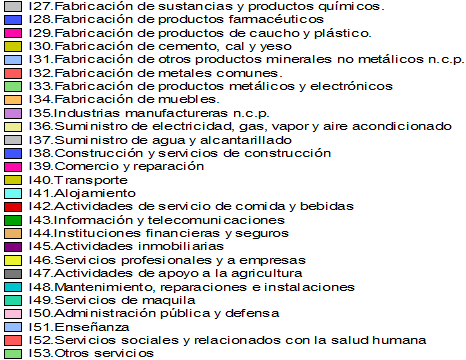 I27.Fabricación de sustancias y productos químicos.
I28.Fabricación de productos farmacéuticos
I29.Fabricación de productos de caucho y plástico.
I30.Fabricación de cemento, cal y yeso
I31.Fabricación de otros productos minerales no metálicos n.c.p.
I32.Fabricación de metales comunes.
I33.Fabricación de productos metálicos y electrónicos
I34.Fabricación de muebles.
I35.Industrias manufactureras n.c.p.
I36.Suministro de electricidad, gas, vapor y aire acondicionado
I37.Suministro de agua y alcantarillado
I38.Construcción y servicios de construcción
I39.Comercio y reparación
I40.Transporte
I41.Alojamiento
I42.Actividades de servicio de comida y bebidas
I43.Información y telecomunicaciones
I44.Instituciones financieras y seguros
I45.Actividades inmobiliarias
I46.Servicios profesionales y a empresas
I47.Actividades de apoyo a la agricultura
I48.Mantenimiento, reparaciones e instalaciones
I49.Servicios de maquila
I50.Administración pública y defensa
I51.Enseñanza
I52.Servicios sociales y relacionados con la salud humana
I53.Otros servicios